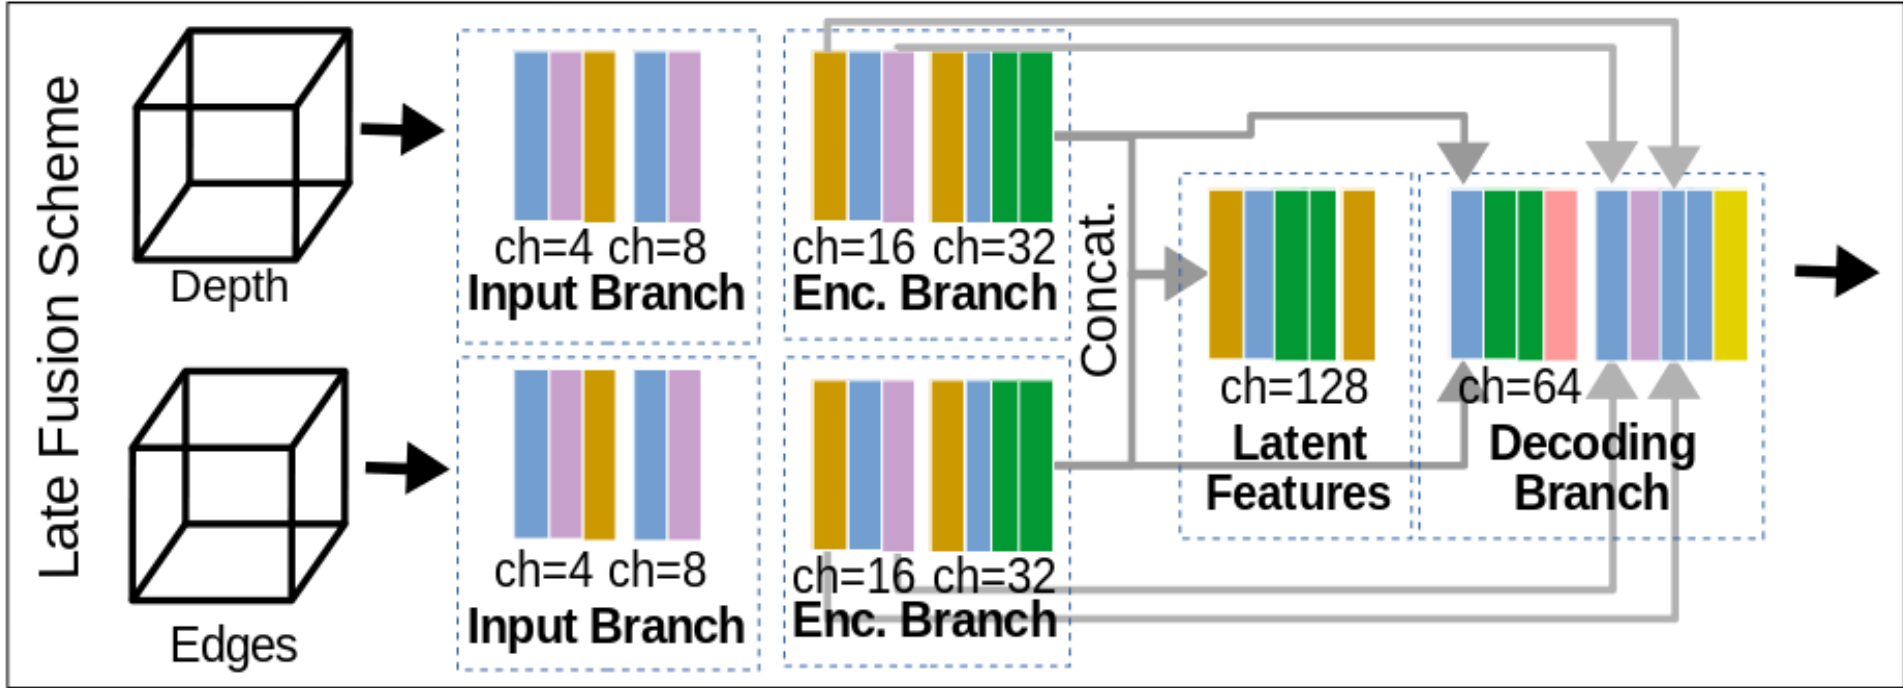 Late Fusion Scheme
Depth
ch=4 ch=8
Input Branch
ch=16 ch=32
Enc. Branch
Edges
ch=4 ch=8
Input Branch
ch=16 ch=32
Enc. Branch
Concat.
ch=128
Latent
Features
ch=64
Decoding
Branch